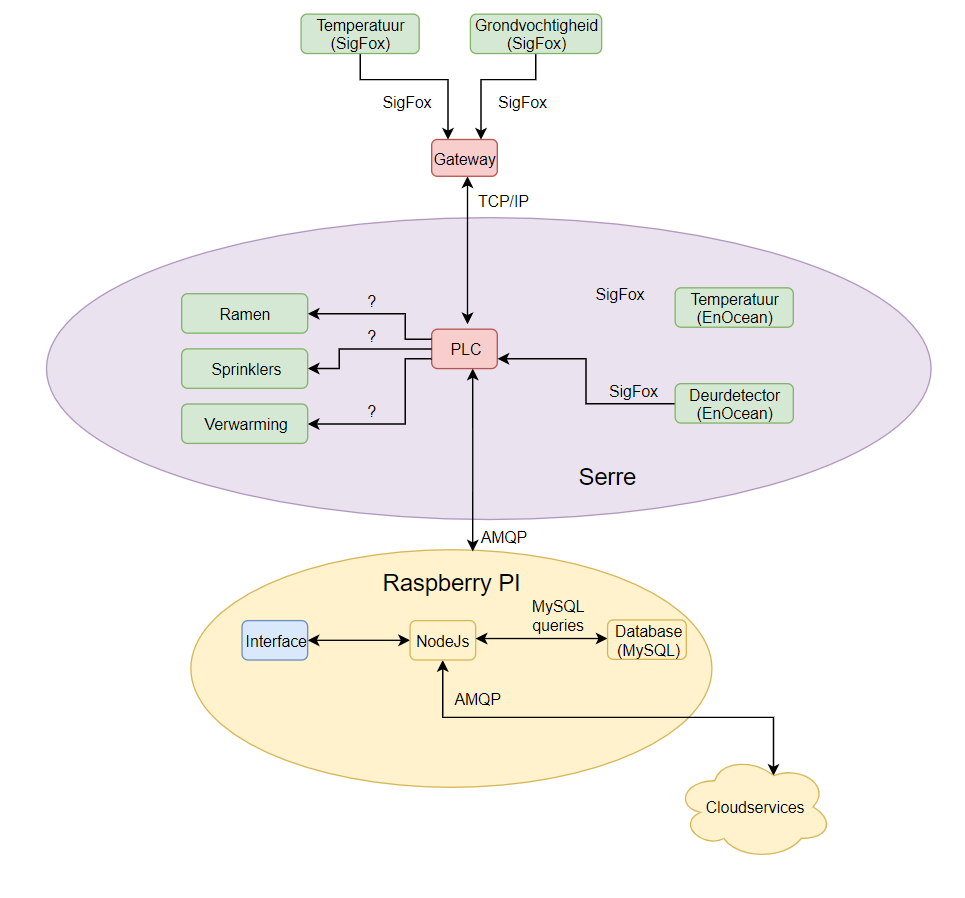 Temperatuur
(SigFox)
Grondvochtigheid
(SigFox)
SigFox
SigFox
Gateway
TCP/IP
SigFox
Temperatuur
(EnOcean)
Ramen
?
Sprinklers
?
PLC
Verwarming
?
SigFox
Deurdetector
(EnOcean)
Serre
AMQP
Raspberry PI
Interface
NodeJs
MySQL
queries
Database
(MySQL)
AMQP
Cloudservices